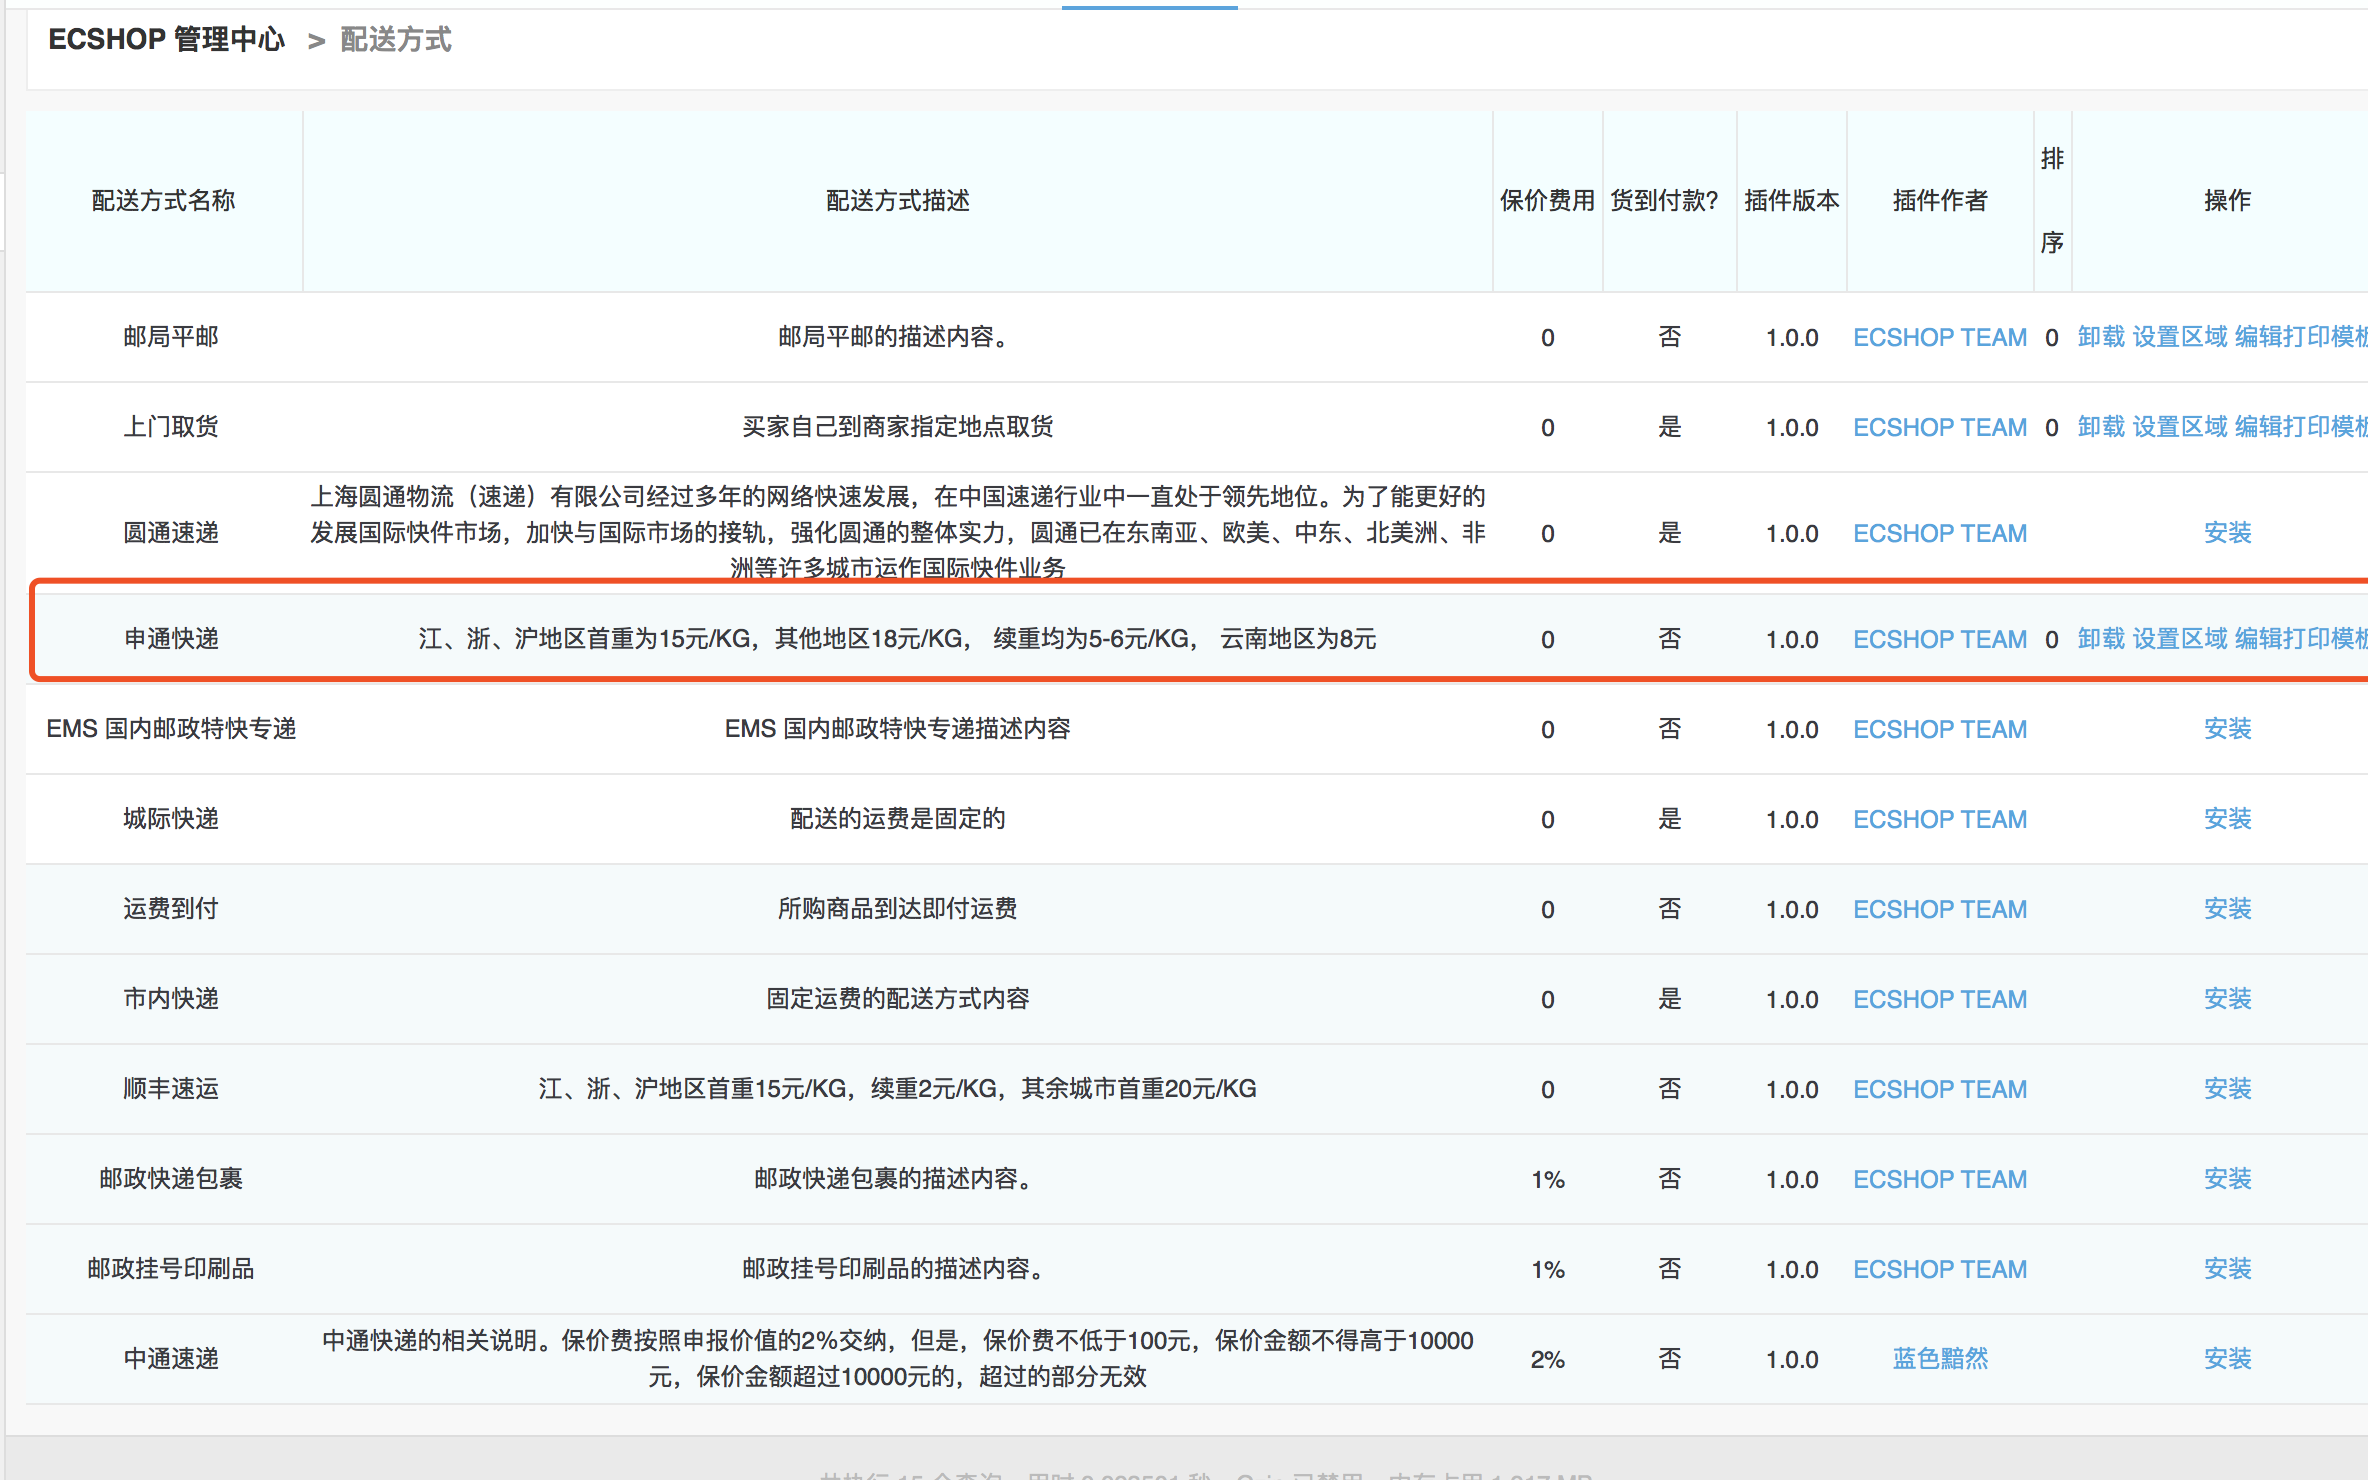 ECSHOP 管理中心 > 配送方式
配送方式名称 配送方式描述 保价费用 货到付款? 插件版本 插件作者 排序 操作
邮局平邮 邮局平邮的描述内容。 0 否 1.0.0 ECSHOP TEAM 0 卸载 设置区域 编辑打印模板
上门取货 买家自己到商家指定地点取货 0 是 1.0.0 ECSHOP TEAM 0 卸载 设置区域 编辑打印模板
上海圆通物流（速递）有限公司经过多年的网络快速发展，在中国速递行业中一直处于领先地位。为了能更好的
圆通速递 发展国际快件市场，加快与国际市场的接轨，强化圆通的整体实力，圆通已在东南亚、欧美、中东、北美洲、非 0 是 1.0.0 ECSHOP TEAM 安装
洲等许多城市运作国际快件业务
申通快递 江、浙、沪地区首重为15元/KG，其他地区18元/KG， 续重均为5-6元/KG， 云南地区为8元 0 否 1.0.0 ECSHOP TEAM 0 卸载 设置区域 编辑打印模板
EMS 国内邮政特快专递 EMS 国内邮政特快专递描述内容 0 否 1.0.0 ECSHOP TEAM 安装
城际快递 配送的运费是固定的 0 是 1.0.0 ECSHOP TEAM 安装
运费到付 所购商品到达即付运费 0 否 1.0.0 ECSHOP TEAM 安装
市内快递 固定运费的配送方式内容 0 是 1.0.0 ECSHOP TEAM 安装
顺丰速运 江、浙、沪地区首重15元/KG，续重2元/KG，其余城市首重20元/KG 0 否 1.0.0 ECSHOP TEAM 安装
邮政快递包裹 邮政快递包裹的描述内容。 1% 否 1.0.0 ECSHOP TEAM 安装
邮政挂号印刷品 邮政挂号印刷品的描述内容。 1% 否 1.0.0 ECSHOP TEAM 安装
中通快递的相关说明。保价费按照申报价值的2%交纳，但是，保价费不低于100元，保价金额不得高于10000
中通速递 元，保价金额超过10000元的，超过的部分无效 2% 否 1.0.0 蓝色黯然 安装